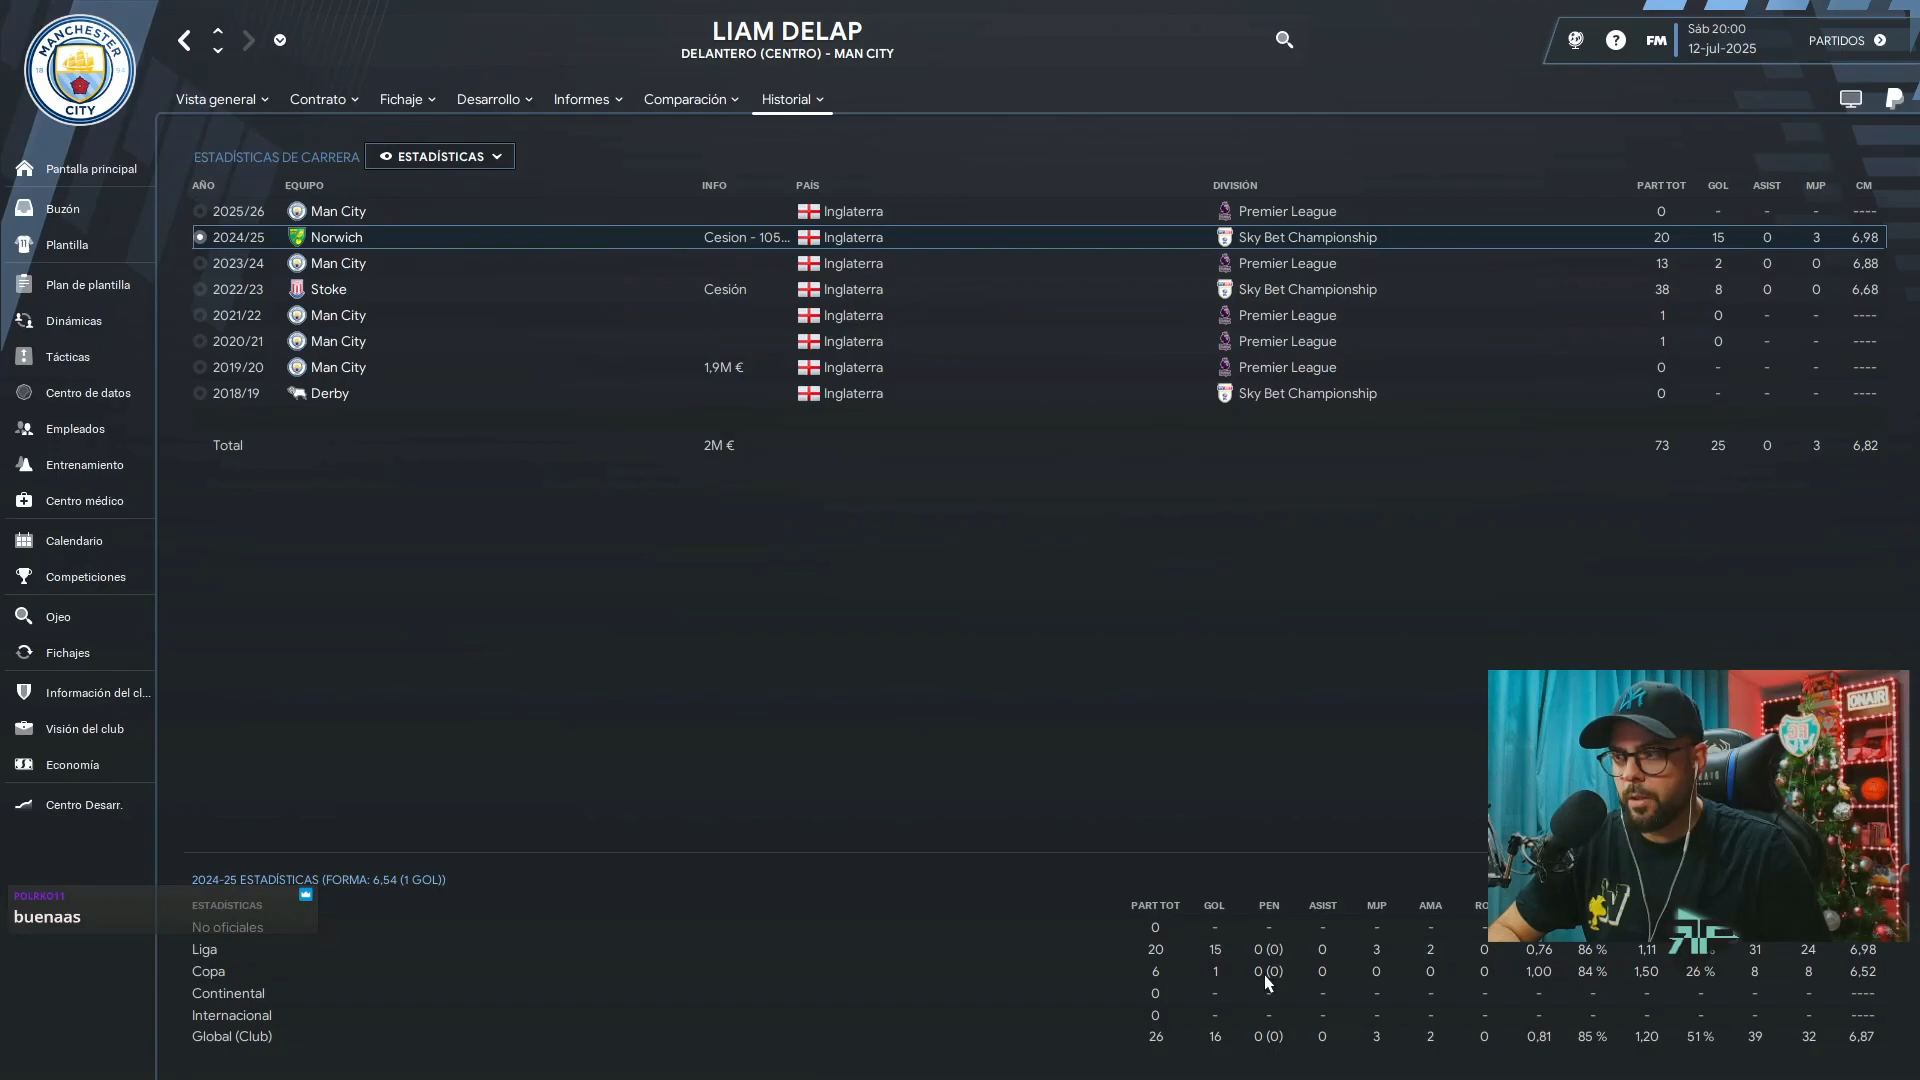 LIAM DELAP
DELANTERO (CENTRO) - MAN CITY
FM
Sáb 20:00
12-jul-2025
PARTIDOS
MANCHESTER
18 94
CITY
Vista general
Contrato
Fichaje
Desarrollo
Informes
Comparación
Historial
Pantalla principal
Buzón
Plantilla
Plan de plantilla
Dinámicas
Tácticas
Centro de datos
Empleados
Entrenamiento
Centro médico
Calendario
Competiciones
Ojeo
Fichajes
Información del cl...
Visión del club
Economía
Centro Desarr.
ESTADÍSTICAS DE CARRERA ESTADÍSTICAS
AÑO EQUIPO INFO PAÍS DIVISIÓN PART TOT GOL ASIST MJP CM
2025/26 Man City Inglaterra Premier League 0 - - - ----
2024/25 Norwich Cesion - 105... Inglaterra Sky Bet Championship 20 15 0 3 6,98
2023/24 Man City Inglaterra Premier League 13 2 0 0 6,88
2022/23 Stoke Cesión Inglaterra Sky Bet Championship 38 8 0 0 6,68
2021/22 Man City Inglaterra Premier League 1 0 - - ----
2020/21 Man City Inglaterra Premier League 1 0 - - ----
2019/20 Man City 1,9M € Inglaterra Premier League 0 - - - ----
2018/19 Derby Inglaterra Sky Bet Championship 0 - - - ----
Total 2M € 73 25 0 3 6,82
ON AIR
2024-25 ESTADÍSTICAS (FORMA: 6,54 (1 GOL))
POLRKO11
buenaas
ESTADÍSTICAS PART TOT GOL PEN ASIST MJP AMA RO
No oficiales 0 - - - - - -
Liga 20 15 0 (0) 0 3 2 0 0,76 86 % 1,11 31 24 6,98
Copa 6 1 0 (0) 0 0 0 0 1,00 84 % 1,50 26 % 8 8 6,52
Continental 0 - - - - - - - - - - - - ----
Internacional 0 - - - - - - - - - - - - ----
Global (Club) 26 16 0 (0) 0 3 2 0 0,81 85 % 1,20 51 % 39 32 6,87